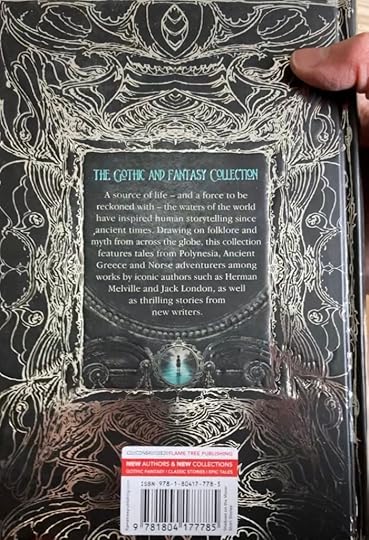 THE GOTHIC AND FANTASY COLLECTION
A source of life – and a force to be
reckoned with – the waters of the world
have inspired human storytelling since
ancient times. Drawing on folklore and
myth from across the globe, this collection
features tales from Polynesia, Ancient
Greece and Norse adventurers among
works by iconic authors such as Herman
Melville and Jack London, as well
as thrilling stories from
new writers.
FLAME TREE PUBLISHING
NEW AUTHORS & NEW COLLECTIONS
GOTHIC FANTASY | CLASSIC STORIES | EPIC TALES
ISBN 978-1-80417-778-5
9 781804 177785